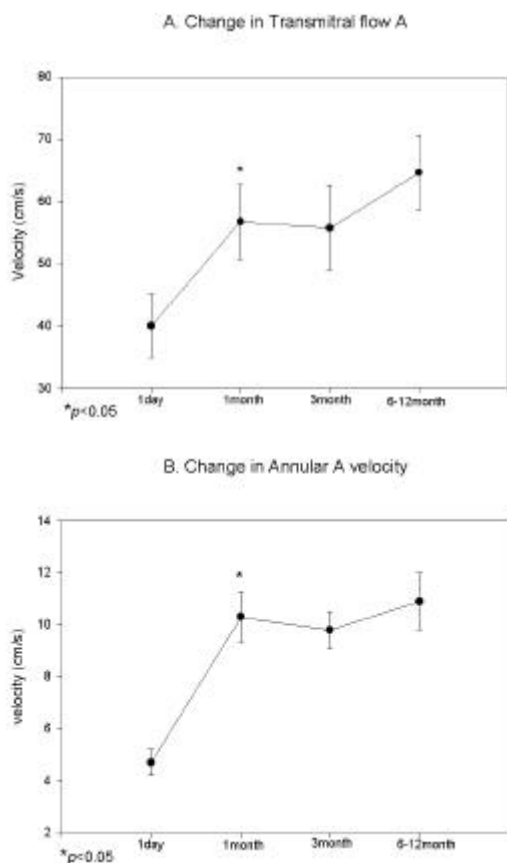 A. Change in Transmitral flow A
80
70
60
50
40
30
Velocity (cm/s)
*
1day
1month
3month
6-12month
*p<0.05
B. Change in Annular A velocity
14
12
10
8
6
4
2
velocity (cm/s)
*
1day
1month
3month
6-12month
*p<0.05